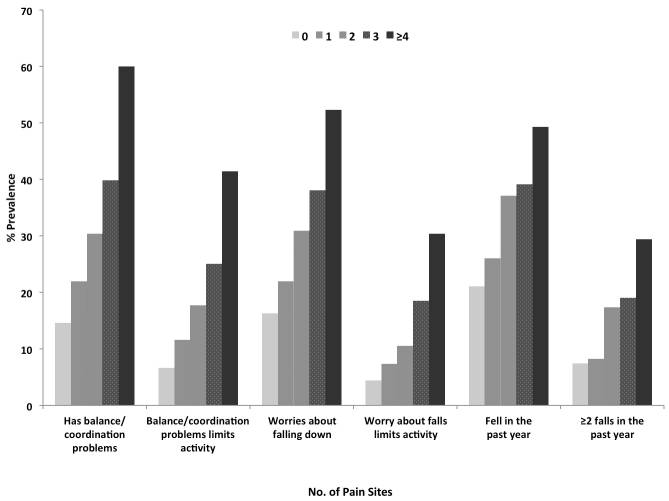 70
60
50
40
30
20
10
0
% Prevalence
0 1 2 3 ≥4
Has balance/
coordination
problems
Balance/coordination
problems limits
activity
Worries about
falling down
Worry about falls
limits activity
Fell in the
past year
≥2 falls in the
past year
No. of Pain Sites